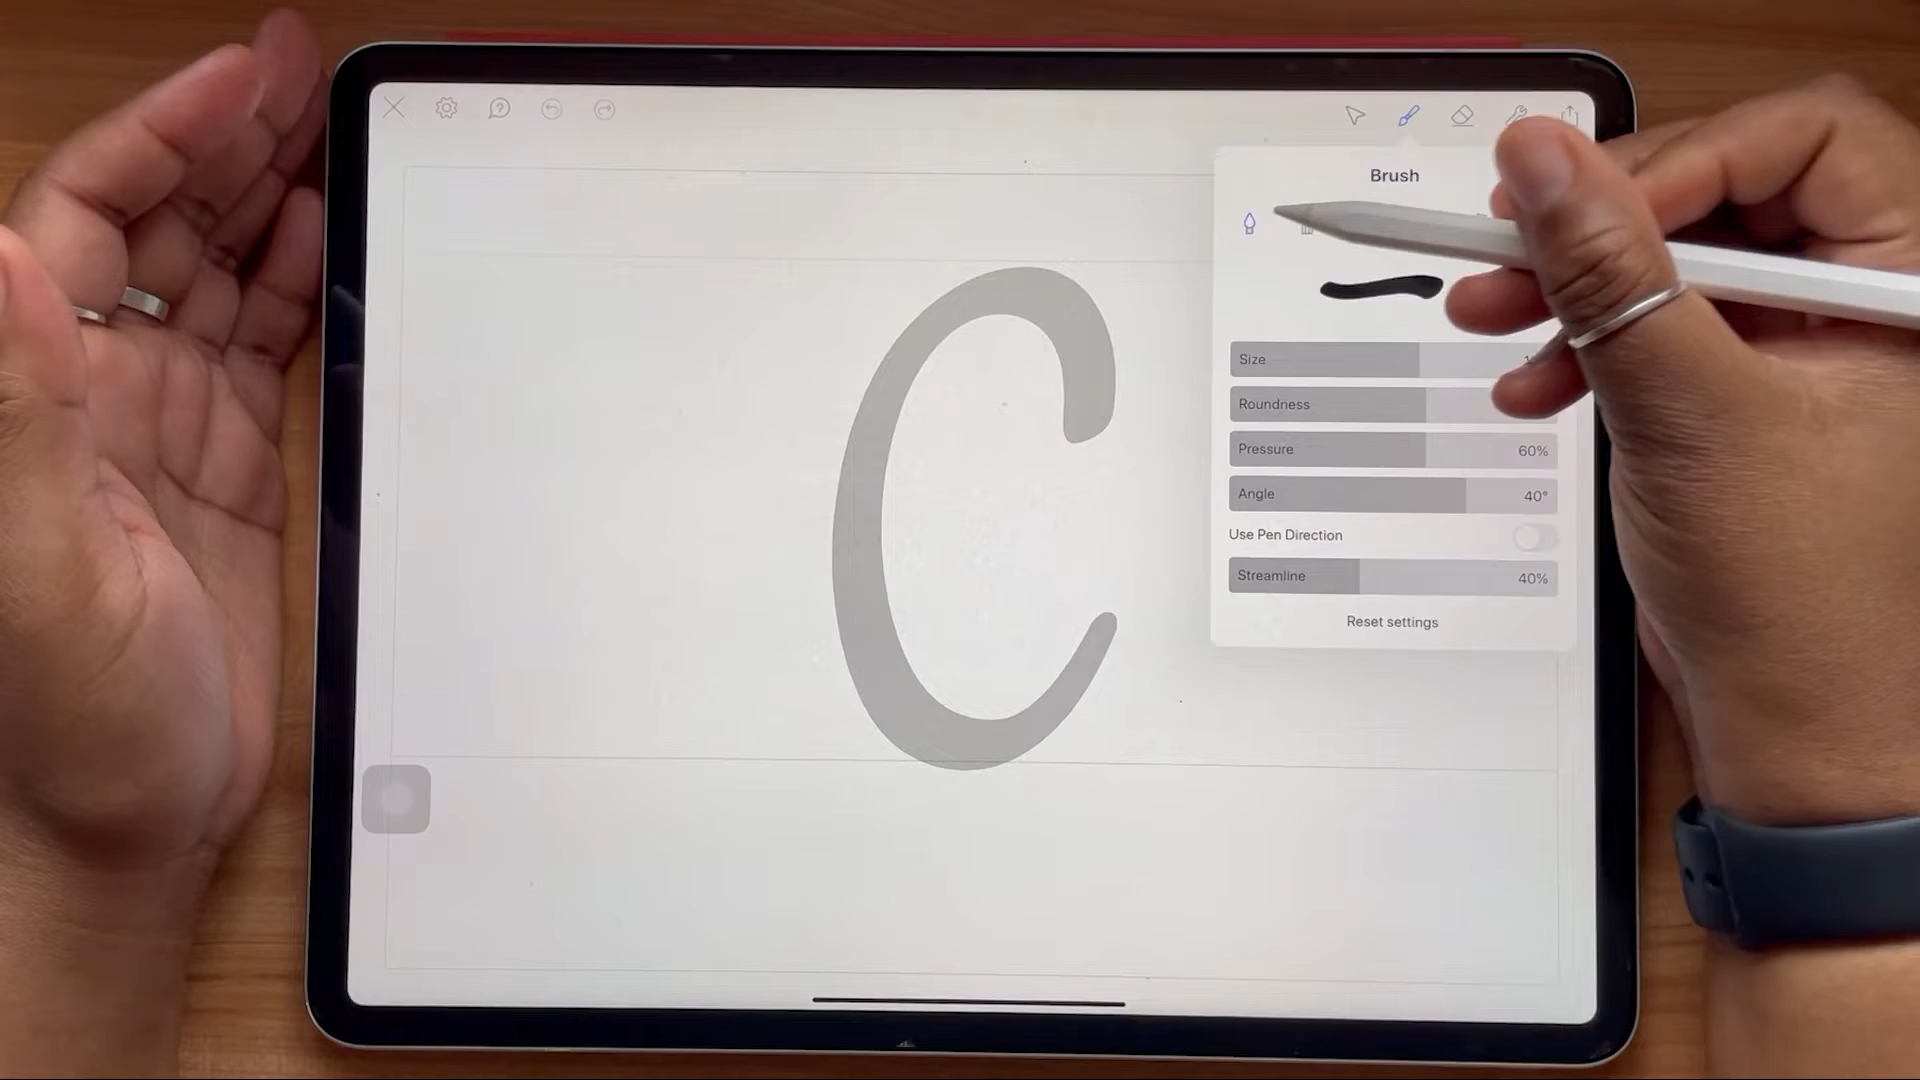 Brush
C
Size
Roundness
Pressure 60%
Angle 40°
Use Pen Direction
Streamline 40%
Reset settings